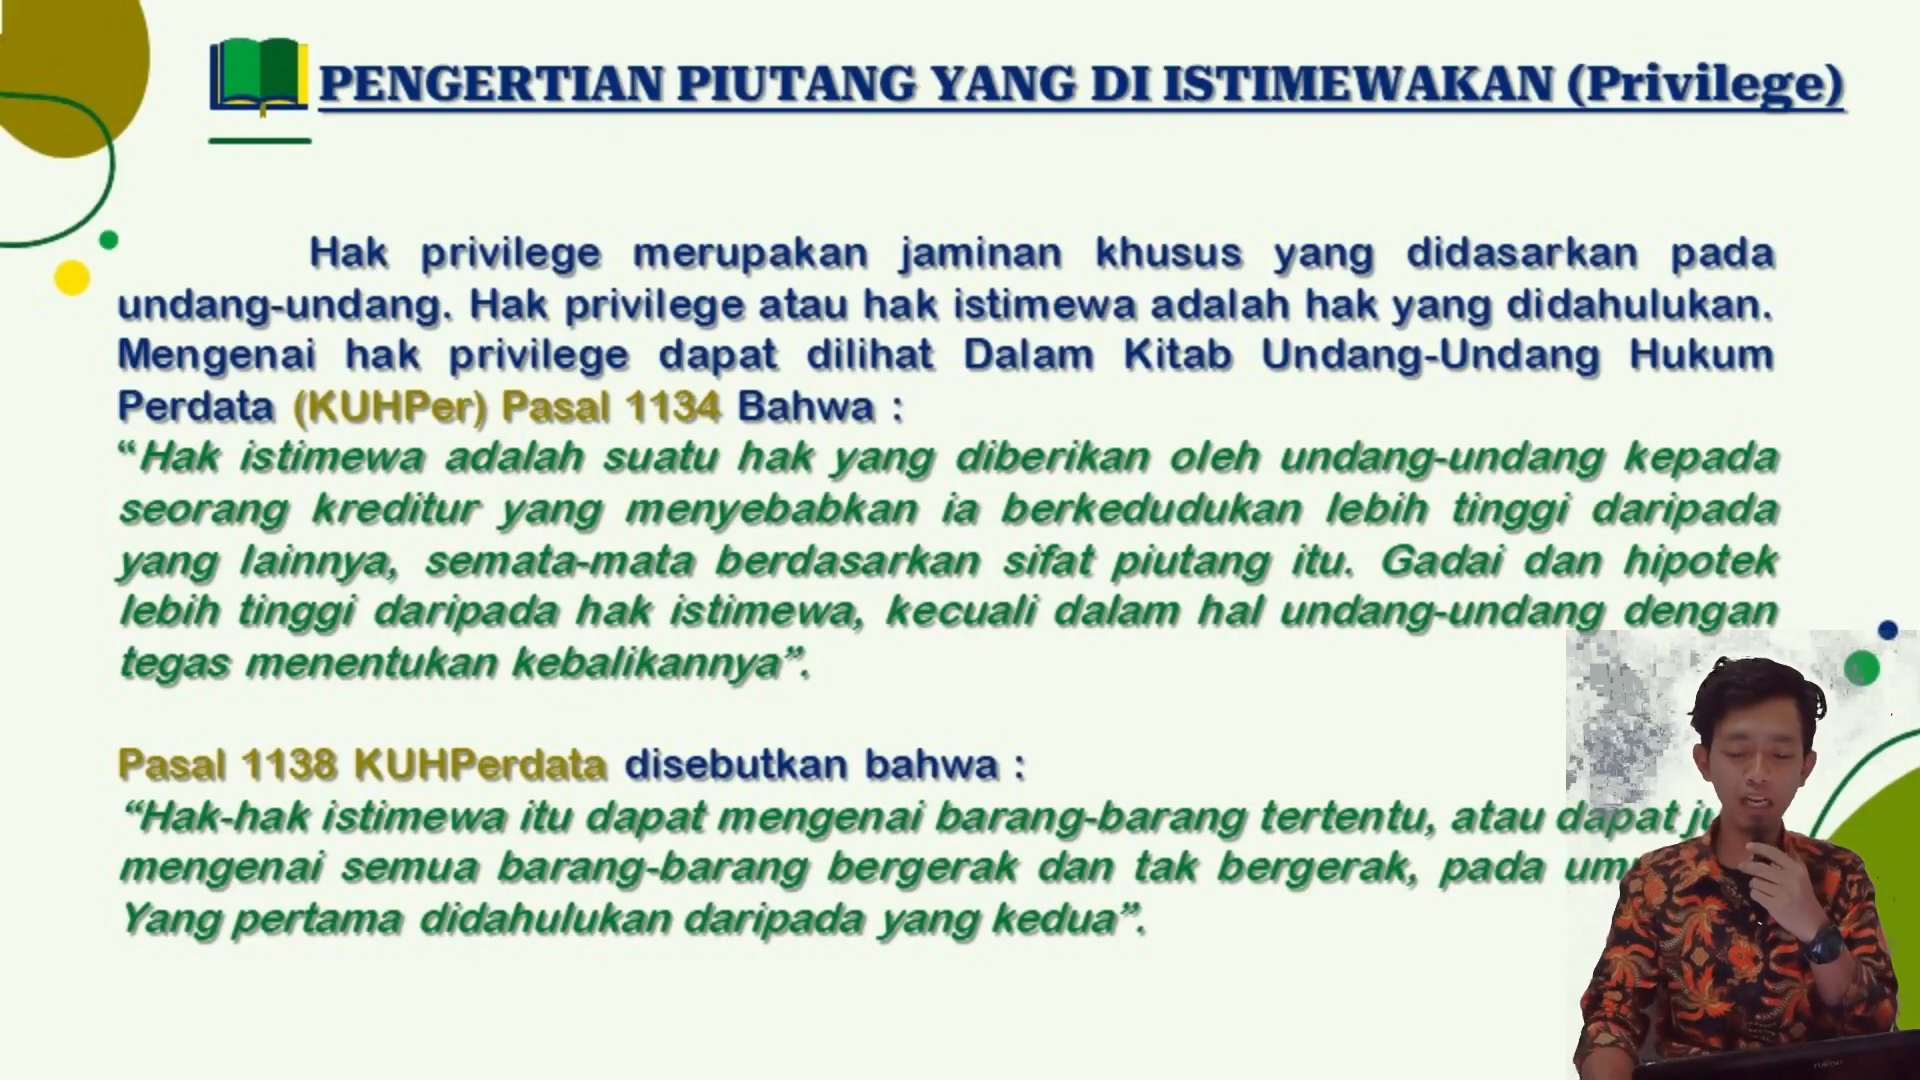 PENGERTIAN PIUTANG YANG DI ISTIMEWAKAN (Privilege)
Hak privilege merupakan jaminan khusus yang didasarkan pada
undang-undang. Hak privilege atau hak istimewa adalah hak yang didahulukan.
Mengenai hak privilege dapat dilihat Dalam Kitab Undang-Undang Hukum
Perdata (KUHPer) Pasal 1134 Bahwa :
“Hak istimewa adalah suatu hak yang diberikan oleh undang-undang kepada
seorang kreditur yang menyebabkan ia berkedudukan lebih tinggi daripada
yang lainnya, semata-mata berdasarkan sifat piutang itu. Gadai dan hipotek
lebih tinggi daripada hak istimewa, kecuali dalam hal undang-undang dengan
tegas menentukan kebalikannya”.
Pasal 1138 KUHPerdata disebutkan bahwa :
“Hak-hak istimewa itu dapat mengenai barang-barang tertentu, atau dapat
mengenai semua barang-barang bergerak dan tak bergerak, pada
Yang pertama didahulukan daripada yang kedua”.